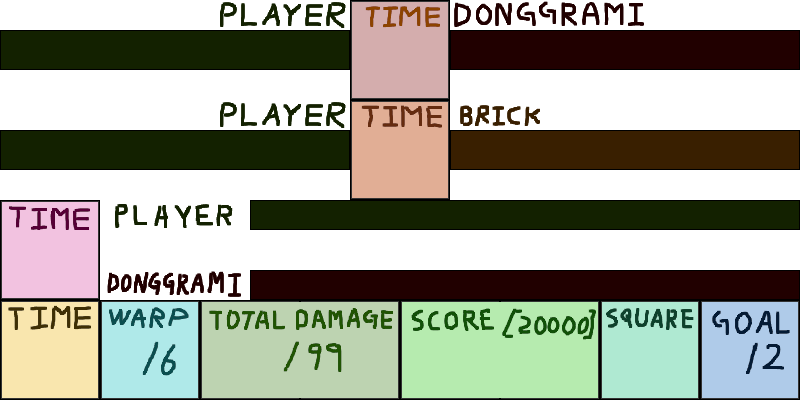 PLAYER TIME DONGGRAMI
PLAYER TIME BRICK
TIME PLAYER
DONGGRAMI
TIME WARP TOTAL DAMAGE SCORE [20000] SQUARE GOAL
/6 /99 /2